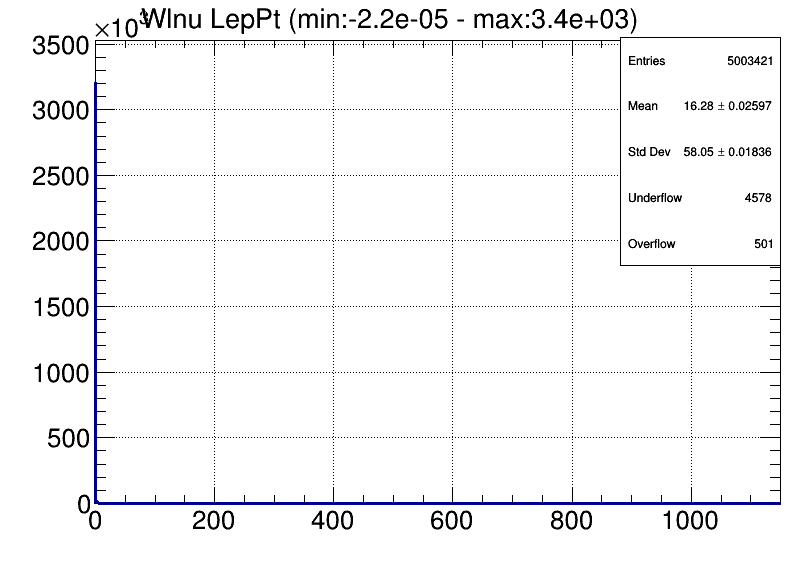 ×10³
Wlnu LepPt (min:-2.2e-05 - max:3.4e+03)
Entries 5003421
Mean 16.28 ± 0.02597
Std Dev 58.05 ± 0.01836
Underflow 4578
Overflow 501
3500
3000
2500
2000
1500
1000
500
0
0 200 400 600 800 1000